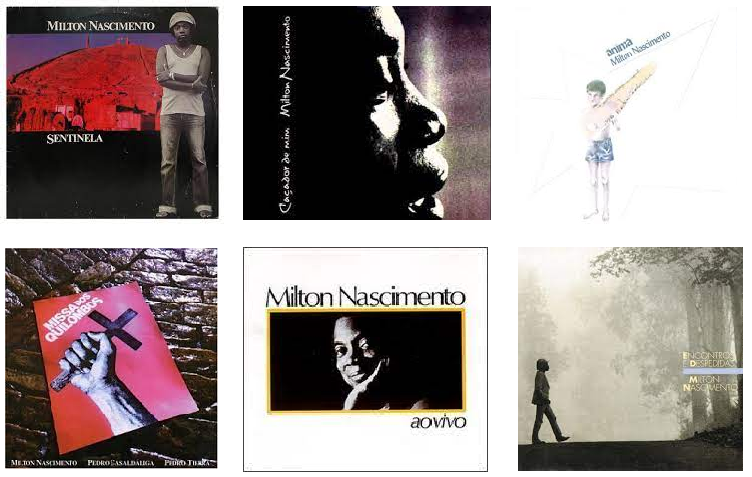 MILTON NASCIMENTO
SENTINELA
Caçador de mim Milton Nascimento
anima
Milton Nascimento
MISSA DOS
QUILOMBOS
MILTON NASCIMENTO PEDRO CASALDALIGA PEDRO TIERRA
Milton Nascimento
ao vivo
ENCONTROS
E DESPEDIDAS
MILTON
NASCIMENTO